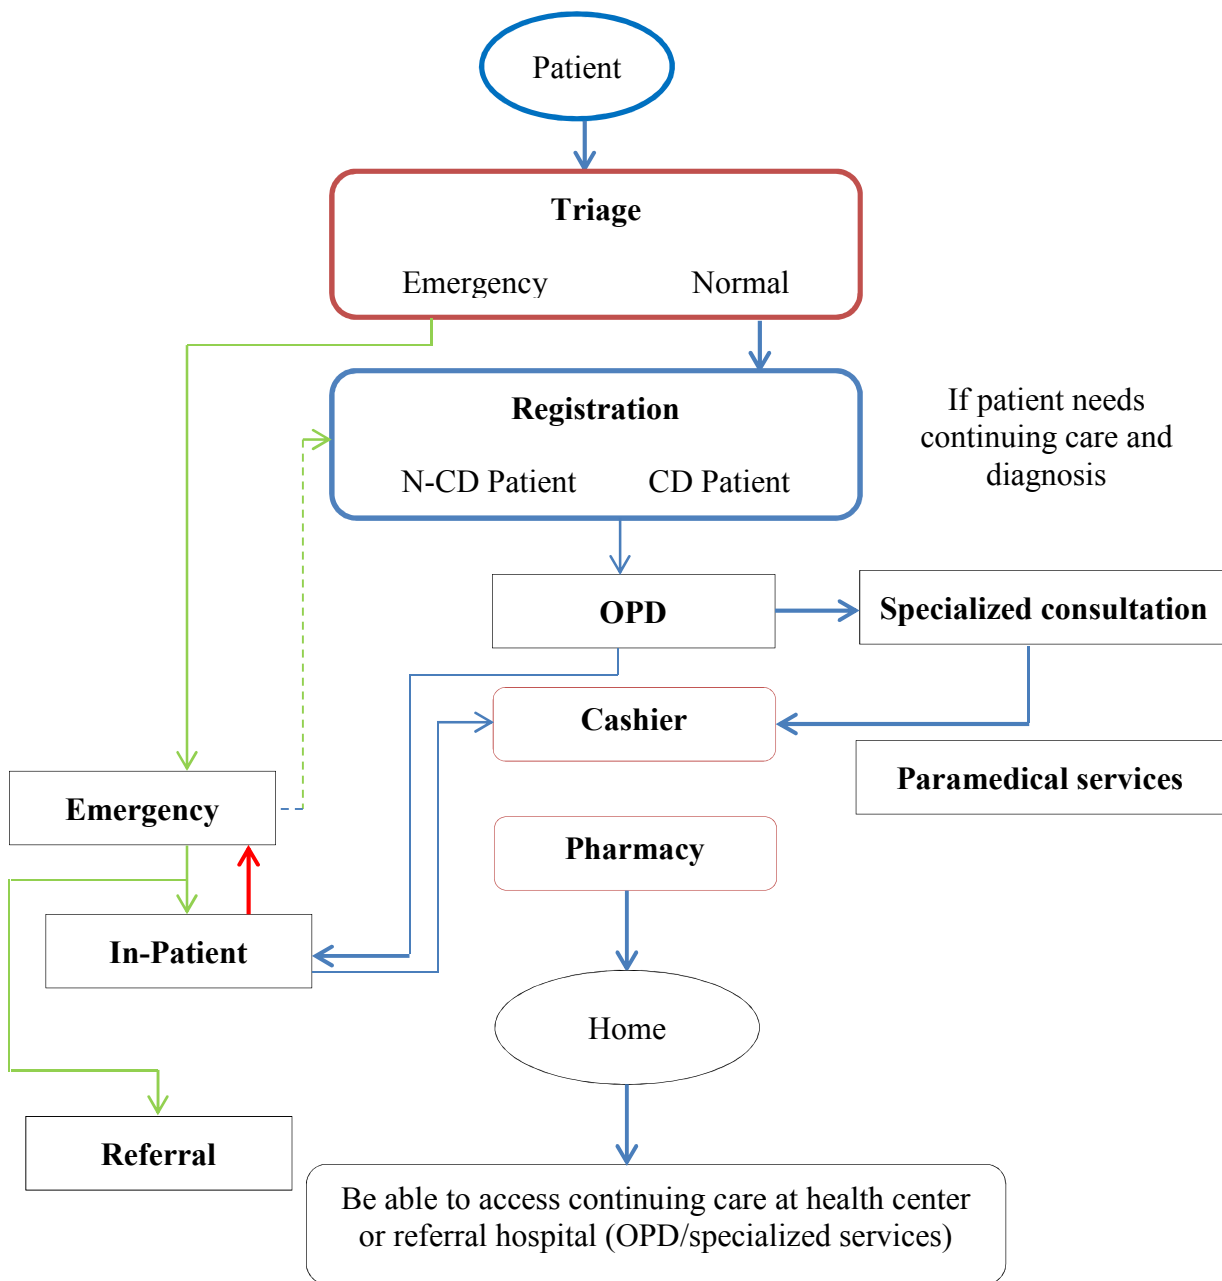 Patient
Triage
Emergency Normal
Registration
N-CD Patient CD Patient
If patient needs
continuing care and
diagnosis
OPD
Specialized consultation
Cashier
Paramedical services
Emergency
Pharmacy
In-Patient
Home
Referral
Be able to access continuing care at health center
or referral hospital (OPD/specialized services)